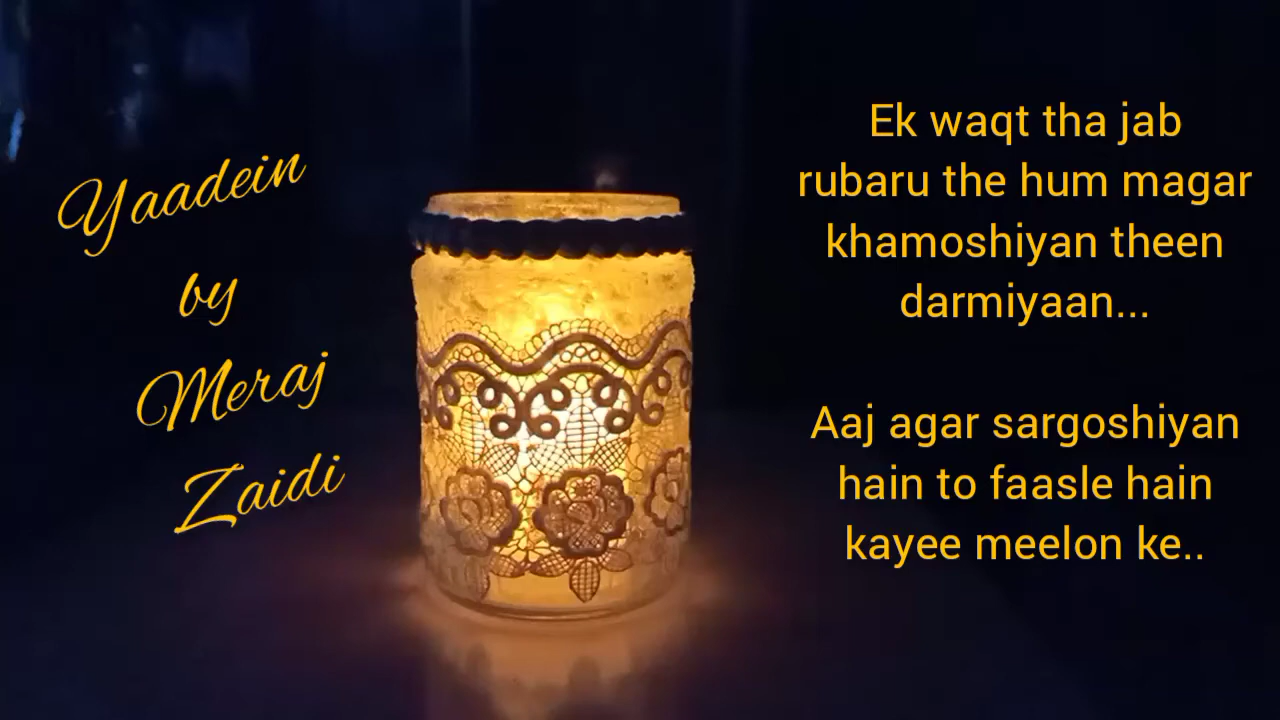 Yaadein
by
Meraj
Zaidi
Ek waqt tha jab
rubaru the hum magar
khamoshiyan theen
darmiyaan...
Aaj agar sargoshiyan
hain to faasle hain
kayee meelon ke..